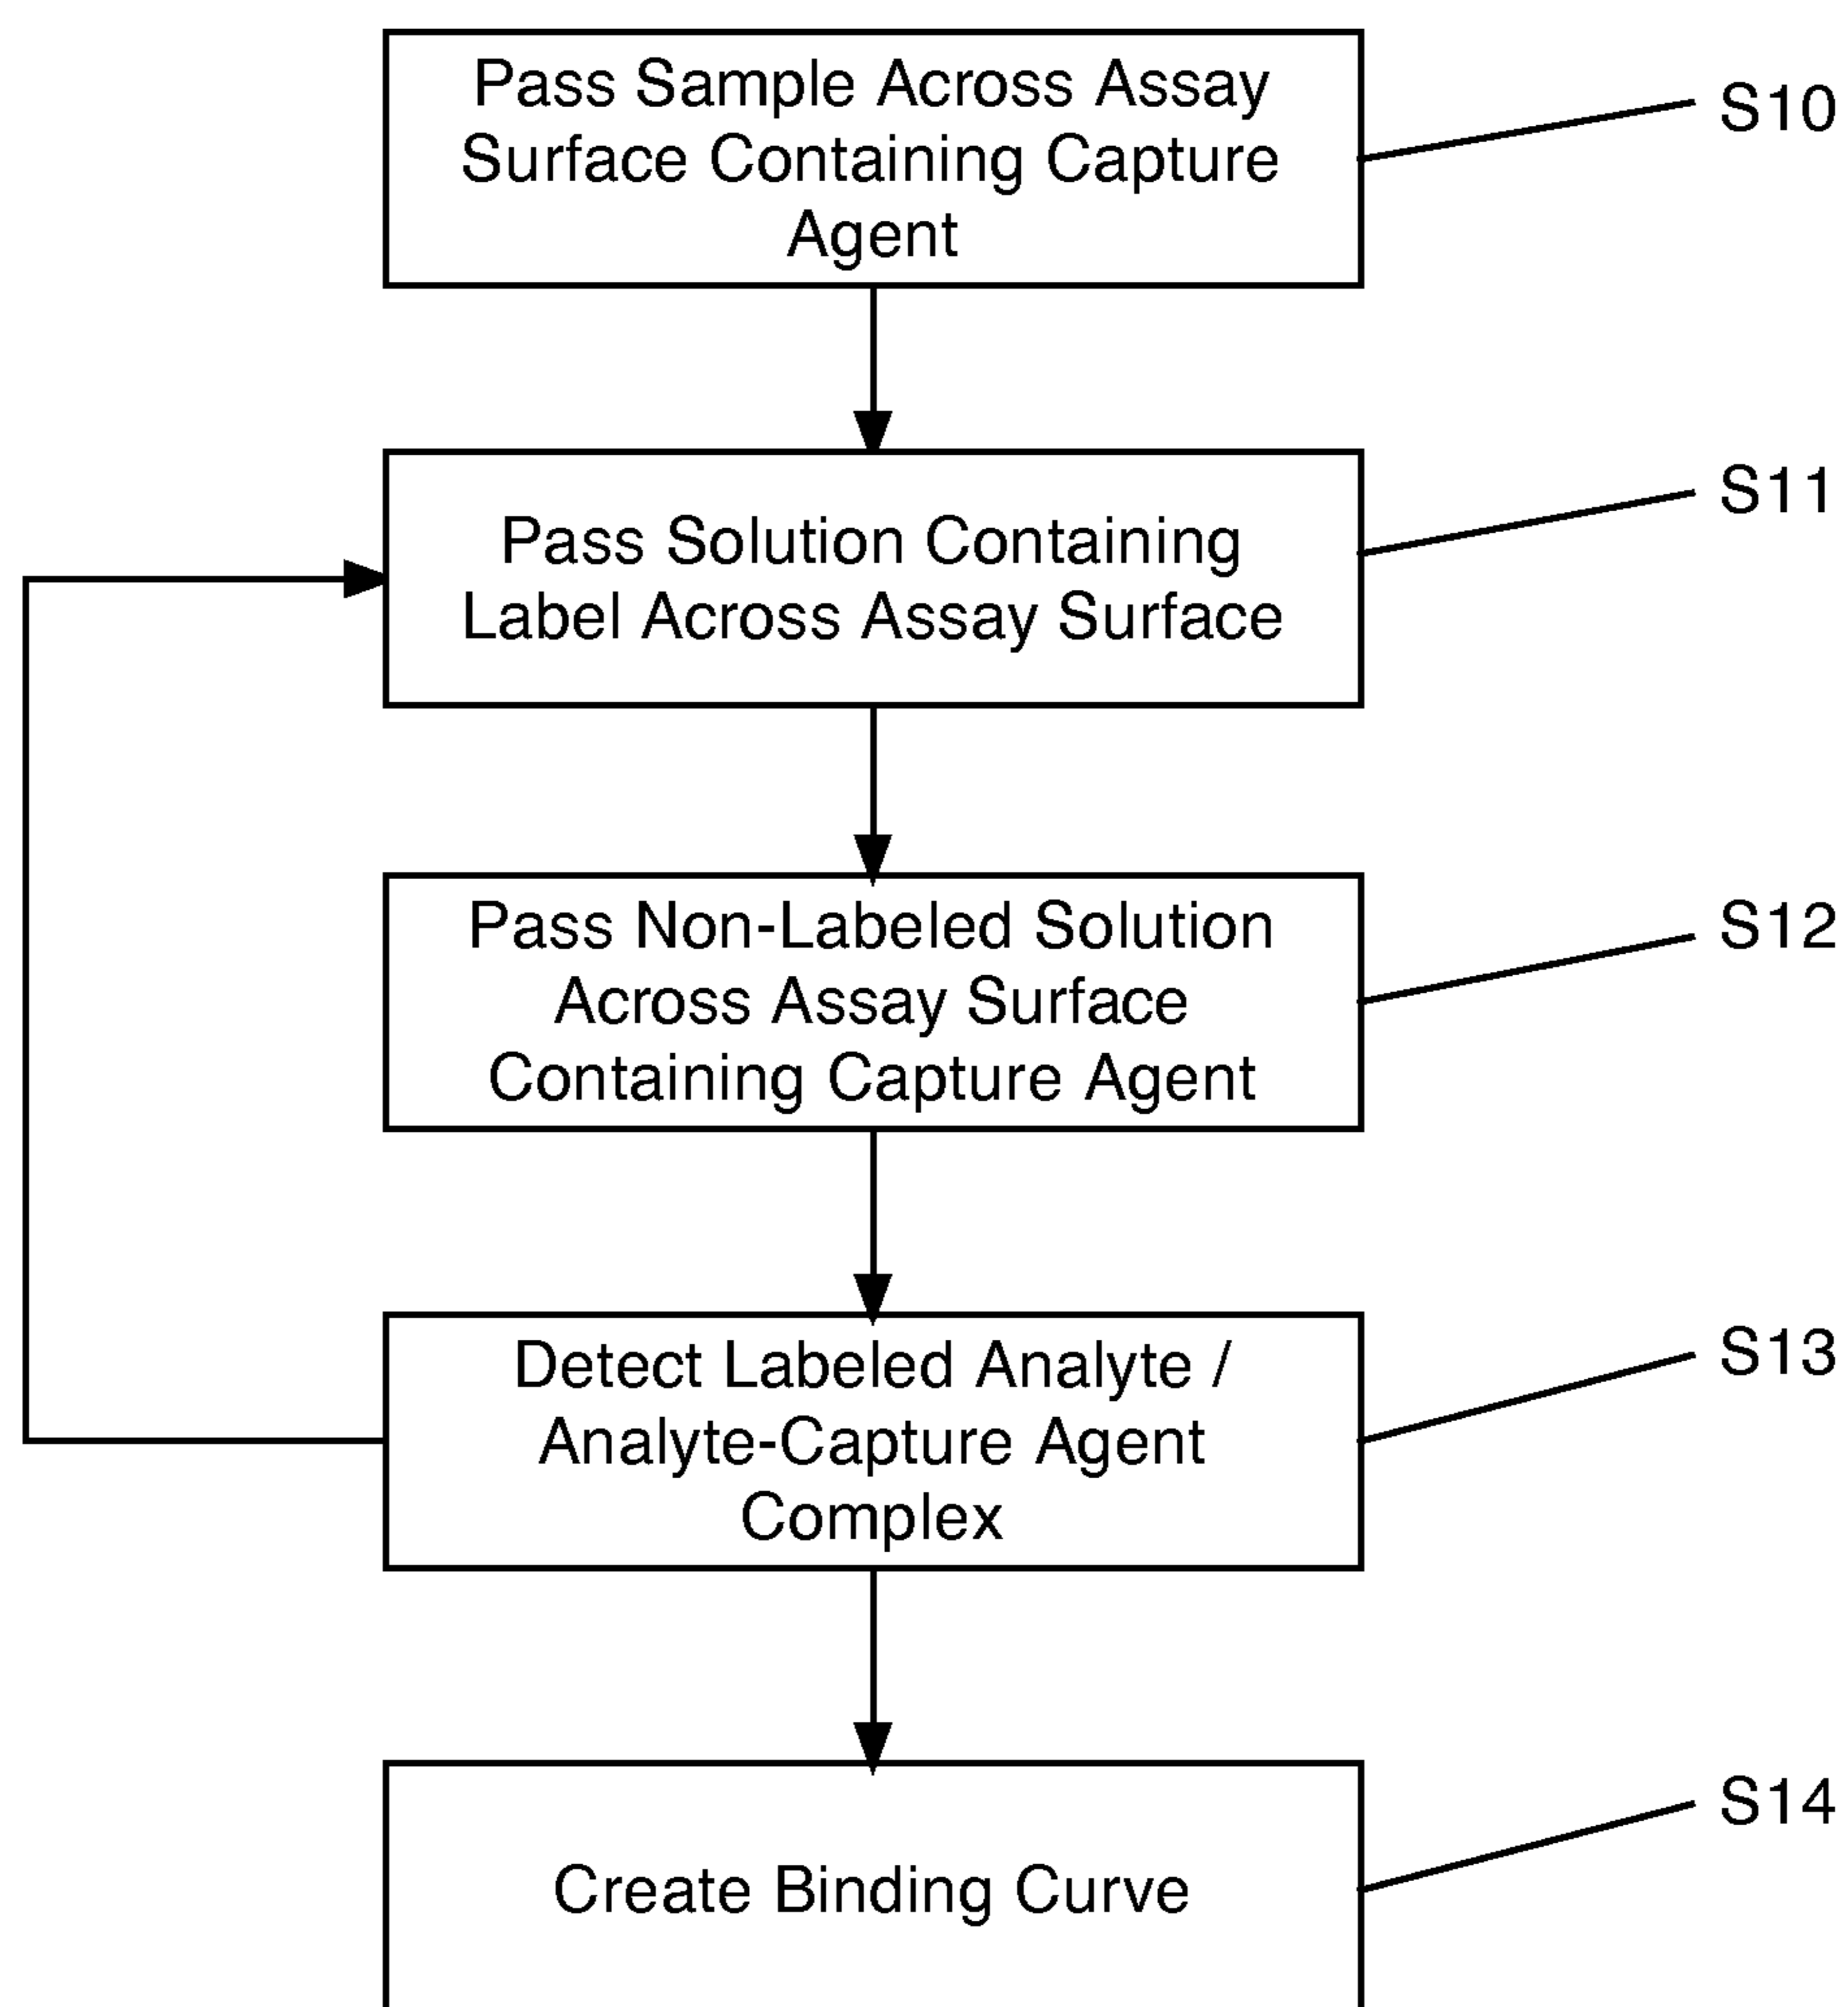 Pass Sample Across Assay
Surface Containing Capture
Agent
S10
Pass Solution Containing
Label Across Assay Surface
S11
Pass Non-Labeled Solution
Across Assay Surface
Containing Capture Agent
S12
Detect Labeled Analyte /
Analyte-Capture Agent
Complex
S13
Create Binding Curve
S14